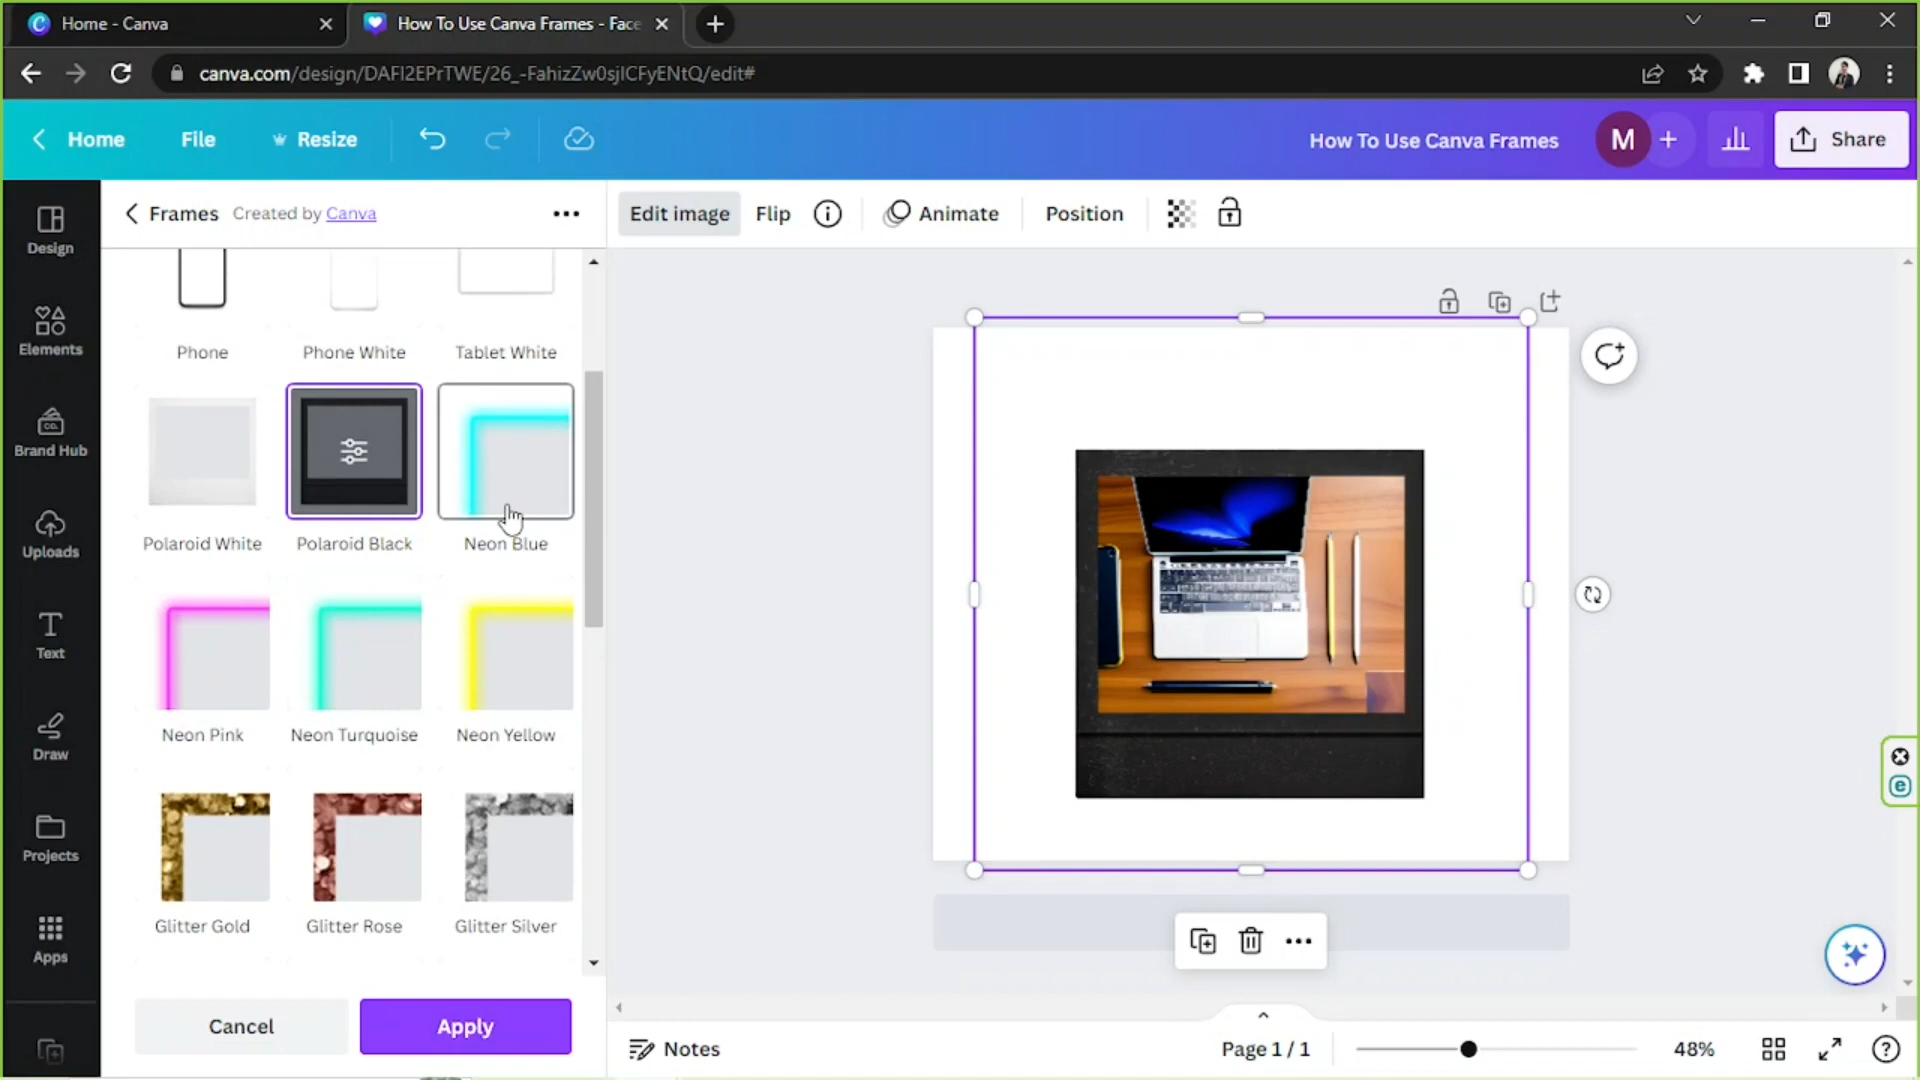 Home - Canva
How To Use Canva Frames - Face
canva.com/design/DAFI2EPrTWE/26_-FahizZw0sjICFyENtQ/edit#
Home
File
Resize
How To Use Canva Frames
M
Share
Design
Elements
Brand Hub
Uploads
Text
Draw
Projects
Apps
Frames
Created by Canva
Edit image
Flip
Animate
Position
Phone
Phone White
Tablet White
Polaroid White
Polaroid Black
Neon Blue
Neon Pink
Neon Turquoise
Neon Yellow
Glitter Gold
Glitter Rose
Glitter Silver
Cancel
Apply
Notes
Page 1 / 1
48%